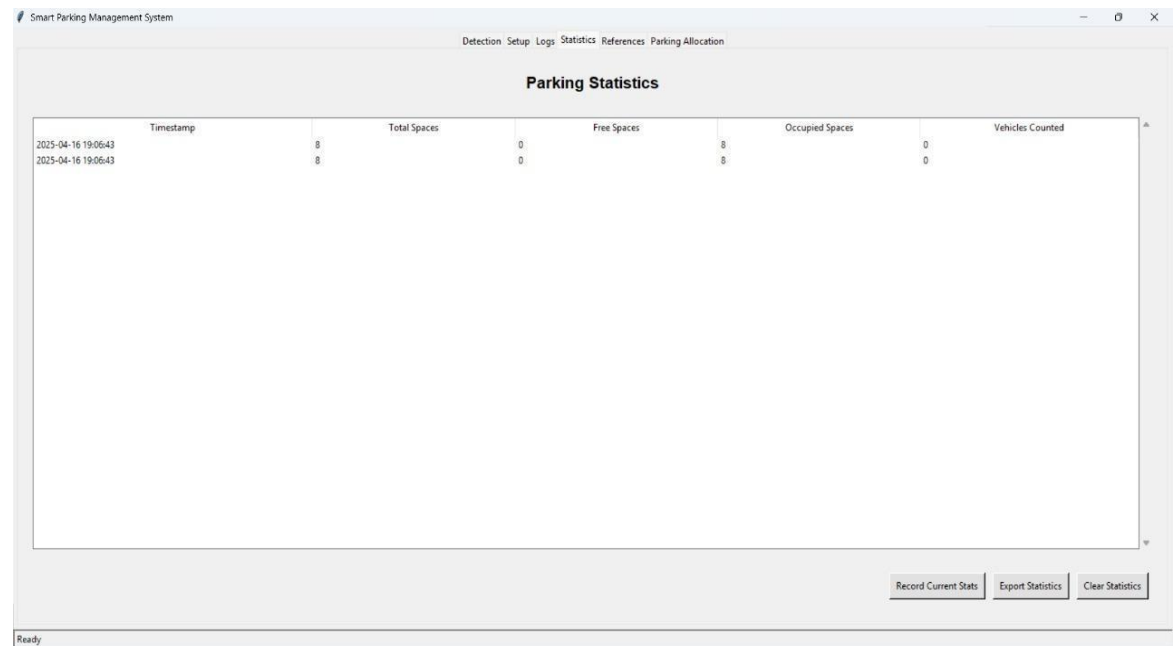 Smart Parking Management System
Detection Setup Logs Statistics References Parking Allocation
Parking Statistics
Timestamp Total Spaces Free Spaces Occupied Spaces Vehicles Counted
2025-04-16 19:06:43 8 0 8 0
2025-04-16 19:06:43 8 0 8 0
Record Current Stats Export Statistics Clear Statistics
Ready